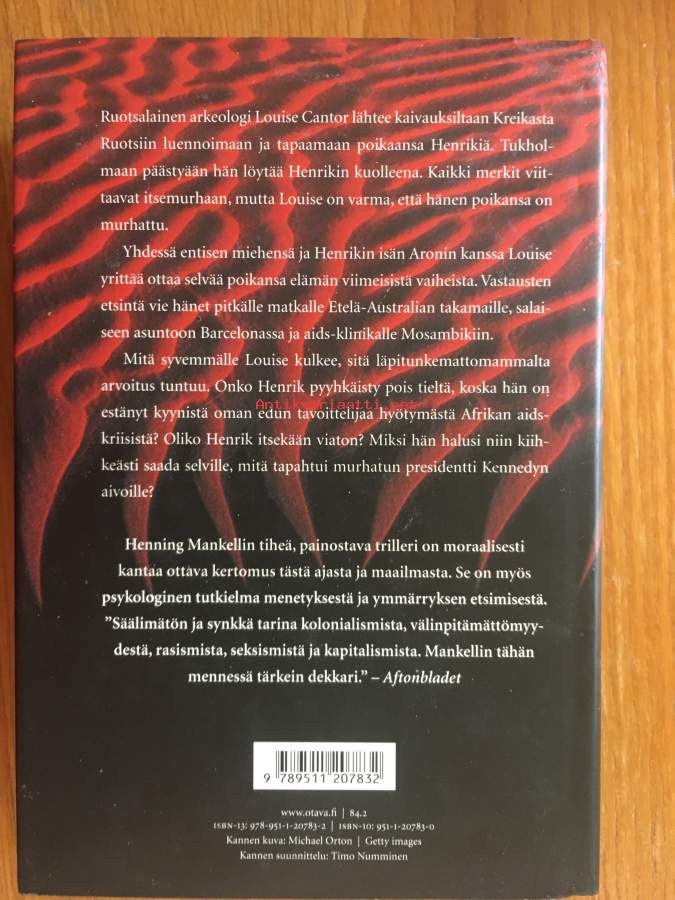 Ruotsalainen arkeologi Louise Cantor lähtee kaivauksiltaan Kreikasta
Ruotsiin luennoimaan ja tapaamaan poikaansa Henrikiä. Tukhol-
maan päästyään hän löytää Henrikin kuolleena. Kaikki merkit viit-
taavat itsemurhaan, mutta Louise on varma, että hänen poikansa on
murhattu.
Yhdessä entisen miehensä ja Henrikin isän Aronin kanssa Louise
yrittää ottaa selvää poikansa elämän viimeisistä vaiheista. Vastausten
etsintä vie hänet pitkälle matkalle Etelä-Australian takamaille, salai-
seen asuntoon Barcelonassa ja aids-klinikalle Mosambikiin.
Mitä syvemmälle Louise kulkee, sitä läpitunkemattomammalta
arvoitus tuntuu. Onko Henrik pyyhkäisty pois tieltä, koska hän on
Antikvariaatti.net
estänyt kyynistä oman edun tavoittelijaa hyötymästä Afrikan aids-
kriisistä? Oliko Henrik itsekään viaton? Miksi hän halusi niin kiih-
keästi saada selville, mitä tapahtui murhatun presidentti Kennedyn
aivoille?
Henning Mankellin tiheä, painostava trilleri on moraalisesti
kantaa ottava kertomus tästä ajasta ja maailmasta. Se on myös
psykologinen tutkielma menetyksestä ja ymmärryksen etsimisestä.
”Säälimätön ja synkkä tarina kolonialismista, välinpitämättömyy-
destä, rasismista, seksismistä ja kapitalismista. Mankellin tähän
mennessä tärkein dekkari.” – Aftonbladet
9 789511 207832
www.otava.fi | 84.2
ISBN-13: 978-951-1-20783-2 | ISBN-10: 951-1-20783-0
Kannen kuva: Michael Orton | Getty images
Kannen suunnittelu: Timo Numminen